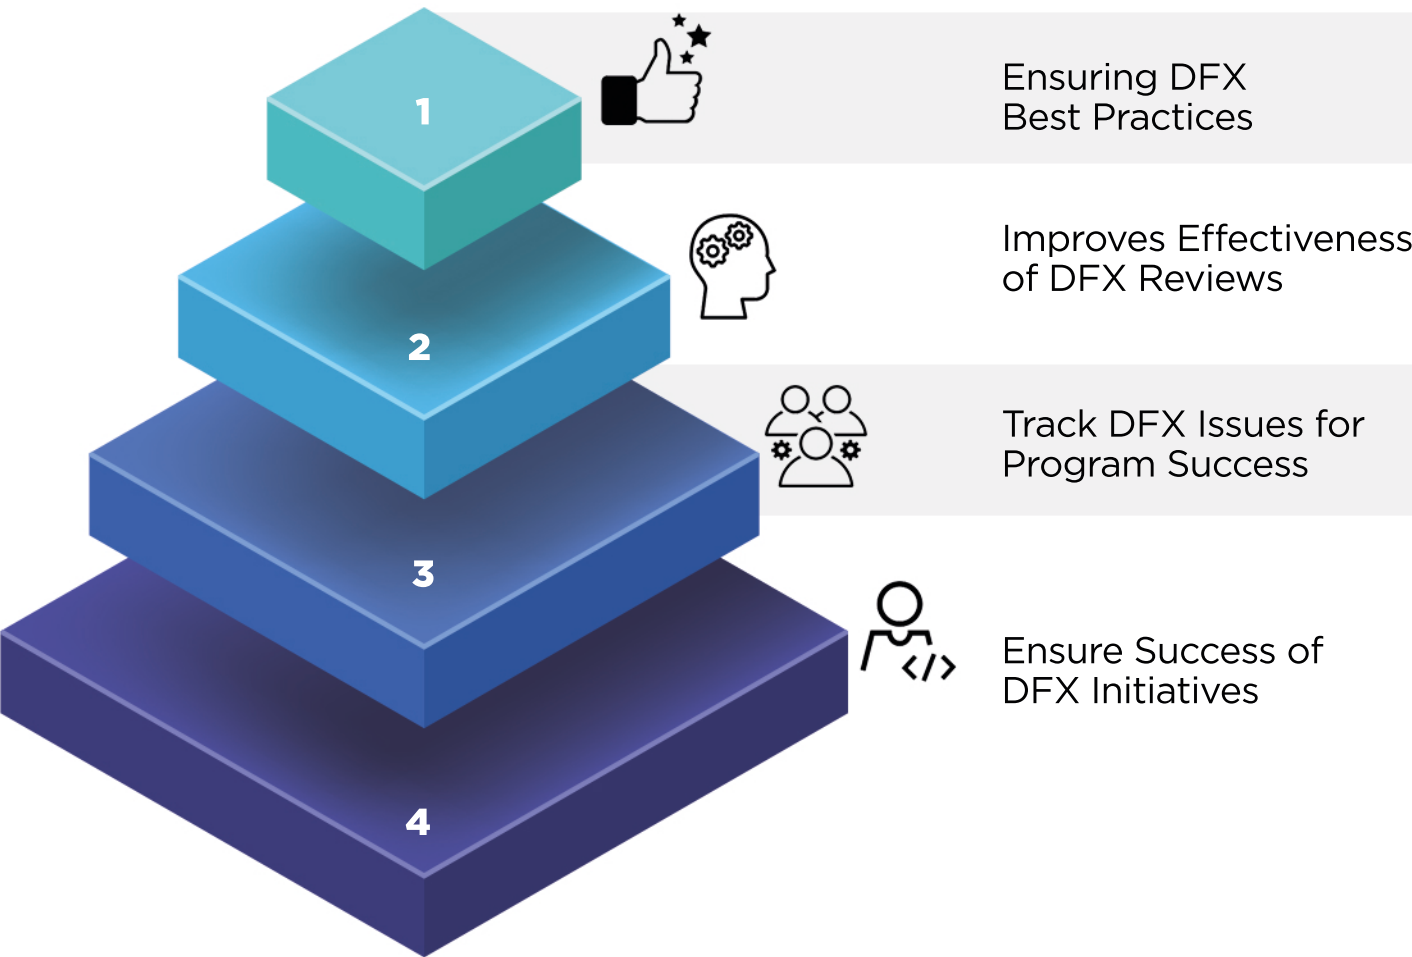 1
Ensuring DFX
Best Practices
2
Improves Effectiveness
of DFX Reviews
3
Track DFX Issues for
Program Success
4
Ensure Success of
DFX Initiatives